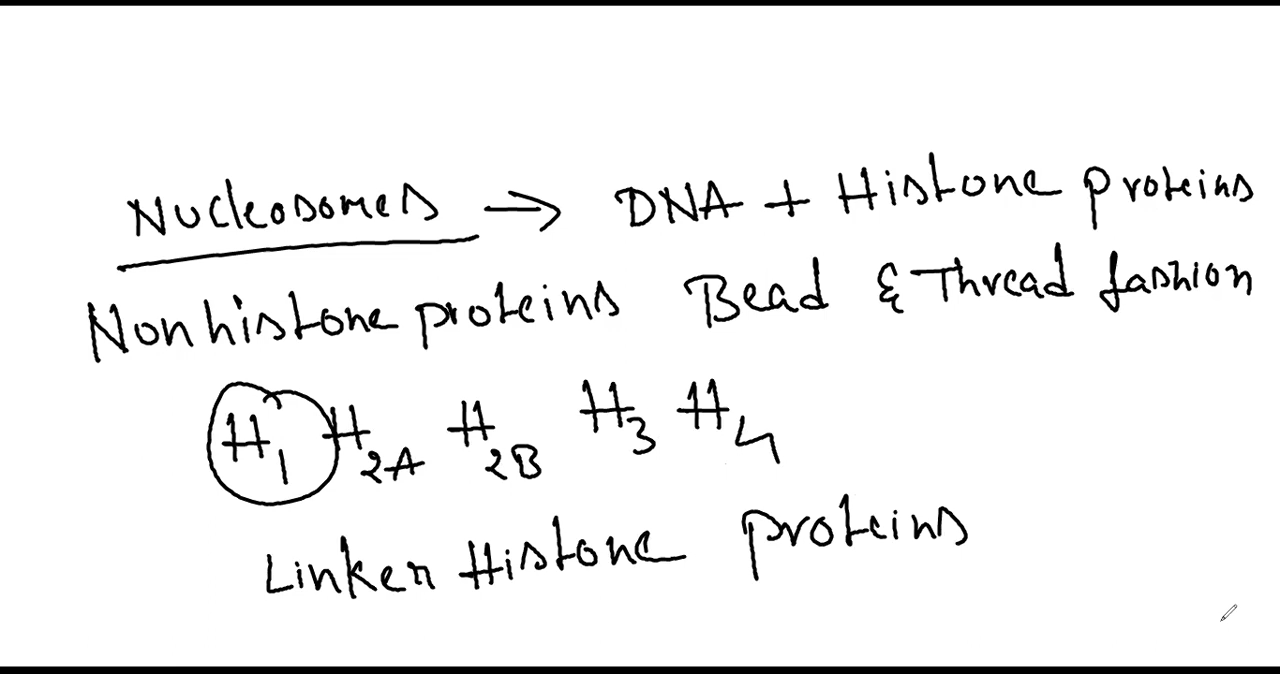 Nucleosomes → DNA + Histone proteins
Nonhistone proteins Bead & Thread fashion
H1 H2A H2B H3 H4
Linker Histone proteins